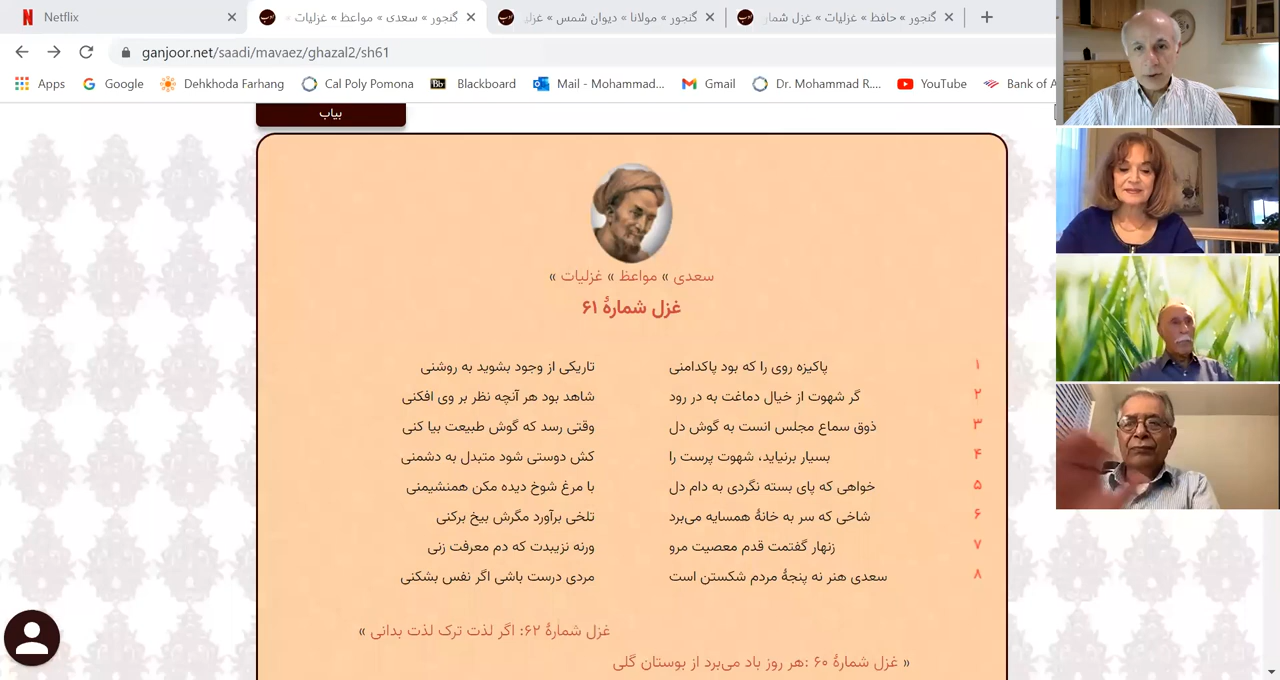 Netflix
گنجور » سعدی » مواعظ » غزلیات »
گنجور » مولانا » دیوان شمس » غزل
گنجور » حافظ » غزلیات » غزل شمار
ganjoor.net/saadi/mavaez/ghazal2/sh61
Apps Google Dehkhoda Farhang Cal Poly Pomona Bb Blackboard Mail - Mohammad... Gmail Dr. Mohammad R.... YouTube Bank of A
بیاب
سعدی » مواعظ » غزلیات »
غزل شمارهٔ ۶۱
۱ پاکیزه روی را که بود پاکدامنی تاریکی از وجود بشوید به روشنی
۲ گر شهوت از خیال دماغت به در رود شاهد بود هر آنچه نظر بر وی افکنی
۳ ذوق سماع مجلس انست به گوش دل وقتی رسد که گوش طبیعت بیا کنی
۴ بسیار برنیاید، شهوت پرست را کش دوستی شود متبدل به دشمنی
۵ خواهی که پای بسته نگردی به دام دل با مرغ شوخ دیده مکن همنشیمنی
۶ شاخی که سر به خانهٔ همسایه می‌برد تلخی برآورد مگرش بیخ برکنی
۷ زنهار گفتمت قدم معصیت مرو ورنه نزیبدت که دم معرفت زنی
۸ سعدی هنر نه پنجهٔ مردم شکستن است مردی درست باشی اگر نفس بشکنی
غزل شمارهٔ ۶۲: اگر لذت ترک لذت بدانی »
« غزل شمارهٔ ۶۰ :هر روز باد می‌برد از بوستان گلی